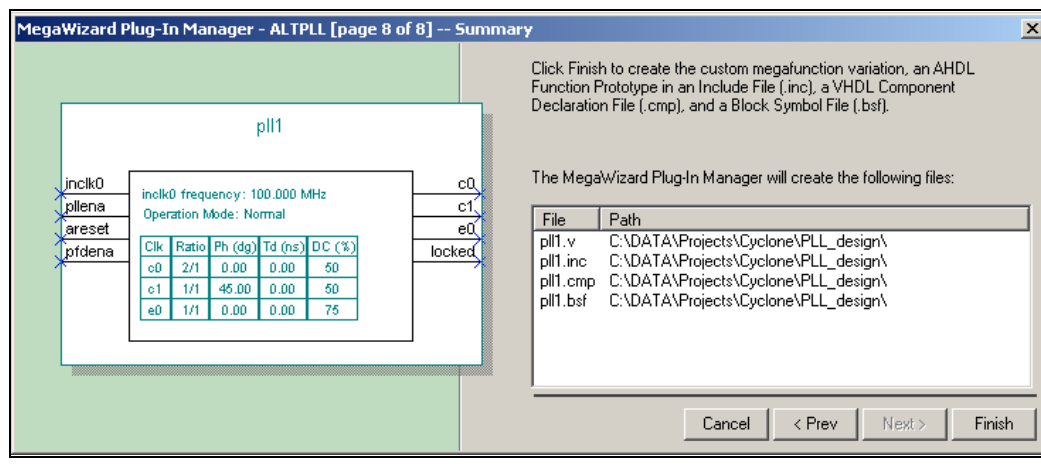 MegaWizard Plug-In Manager - ALTPLL [page 8 of 8] -- Summary
Click Finish to create the custom megafunction variation, an AHDL
Function Prototype in an Include File (.inc), a VHDL Component
Declaration File (.cmp), and a Block Symbol File (.bsf).
pll1
inclk0
pllena
areset
pfdena
inclk0 frequency: 100.000 MHz
Operation Mode: Normal
Clk Ratio Ph (dg) Td (ns) DC (%)
c0 2/1 0.00 0.00 50
c1 1/1 45.00 0.00 50
e0 1/1 0.00 0.00 75
c0
c1
e0
locked
The MegaWizard Plug-In Manager will create the following files:
File Path
pll1.v C:\DATA\Projects\Cyclone\PLL_design\
pll1.inc C:\DATA\Projects\Cyclone\PLL_design\
pll1.cmp C:\DATA\Projects\Cyclone\PLL_design\
pll1.bsf C:\DATA\Projects\Cyclone\PLL_design\
Cancel < Prev Next > Finish